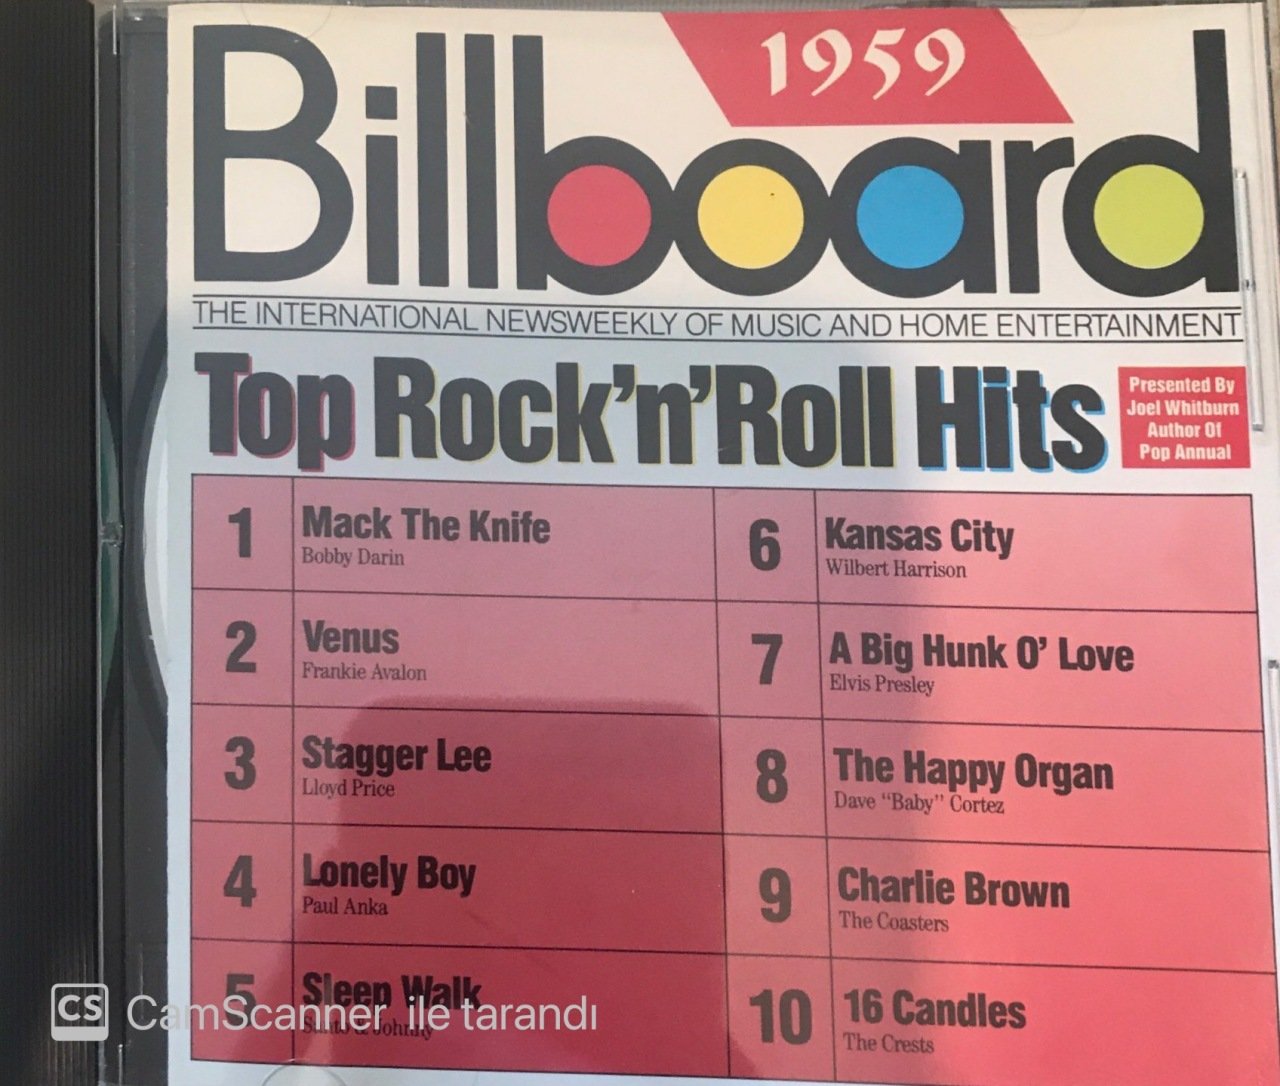 1959
Billboard
THE INTERNATIONAL NEWSWEEKLY OF MUSIC AND HOME ENTERTAINMENT
Top Rock'n'Roll Hits
Presented By
Joel Whitburn
Author Of
Pop Annual
1
Mack The Knife
Bobby Darin
2
Venus
Frankie Avalon
3
Stagger Lee
Lloyd Price
4
Lonely Boy
Paul Anka
5
Sleep Walk
Santo & Johnny
6
Kansas City
Wilbert Harrison
7
A Big Hunk O' Love
Elvis Presley
8
The Happy Organ
Dave "Baby" Cortez
9
Charlie Brown
The Coasters
10
16 Candles
The Crests
CS CamScanner ile tarandı